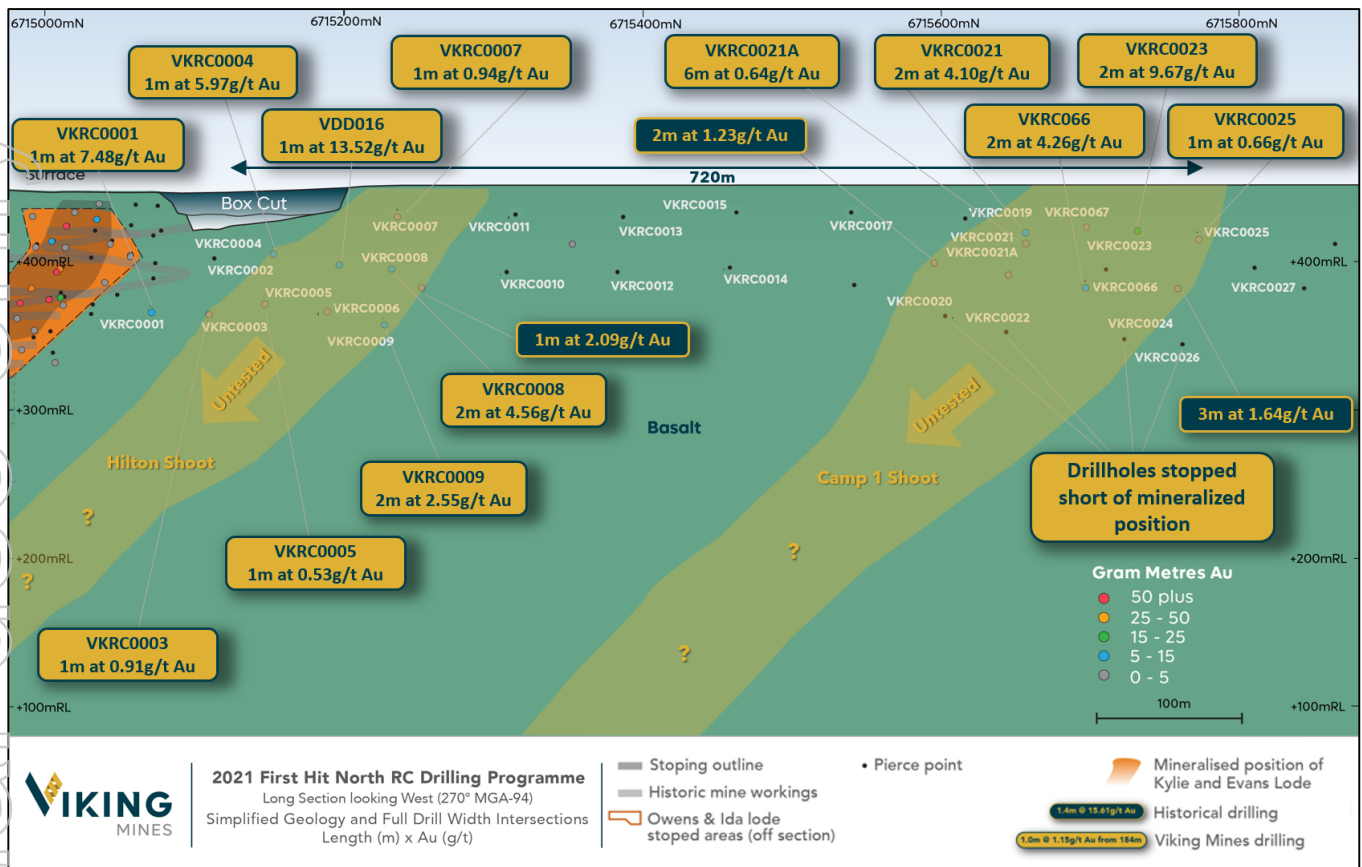 6715000mN
6715200mN
6715400mN
6715600mN
6715800mN
VKRC0004
1m at 5.97g/t Au
VKRC0007
1m at 0.94g/t Au
VKRC0021A
6m at 0.64g/t Au
VKRC0021
2m at 4.10g/t Au
VKRC0023
2m at 9.67g/t Au
VKRC0001
1m at 7.48g/t Au
VDD016
1m at 13.52g/t Au
2m at 1.23g/t Au
VKRC066
2m at 4.26g/t Au
VKRC0025
1m at 0.66g/t Au
Surface
720m
Box Cut
VKRC0007
VKRC0011
VKRC0013
VKRC0015
VKRC0017
VKRC0019
VKRC0067
VKRC0021
VKRC0021A
VKRC0023
VKRC0025
VKRC0004
VKRC0002
VKRC0008
+400mRL
+400mRL
VKRC0010
VKRC0012
VKRC0014
VKRC0066
VKRC0027
VKRC0005
VKRC0006
VKRC0020
VKRC0001
VKRC0003
VKRC0009
VKRC0022
VKRC0024
VKRC0026
1m at 2.09g/t Au
Untested
Untested
VKRC0008
2m at 4.56g/t Au
+300mRL
+300mRL
3m at 1.64g/t Au
Basalt
Hilton Shoot
Camp 1 Shoot
VKRC0009
2m at 2.55g/t Au
Drillholes stopped
short of mineralized
position
?
?
?
?
VKRC0005
1m at 0.53g/t Au
+200mRL
+200mRL
Gram Metres Au
50 plus
25 - 50
15 - 25
5 - 15
0 - 5
VKRC0003
1m at 0.91g/t Au
+100mRL
+100mRL
100m
VIKING
MINES
2021 First Hit North RC Drilling Programme
Long Section looking West (270° MGA-94)
Simplified Geology and Full Drill Width Intersections
Length (m) x Au (g/t)
Stoping outline
Historic mine workings
Owens & Ida lode
stoped areas (off section)
Pierce point
Mineralised position of
Kylie and Evans Lode
1.4m @ 15.61g/t Au
Historical drilling
1.0m @ 1.15g/t Au from 184m
Viking Mines drilling